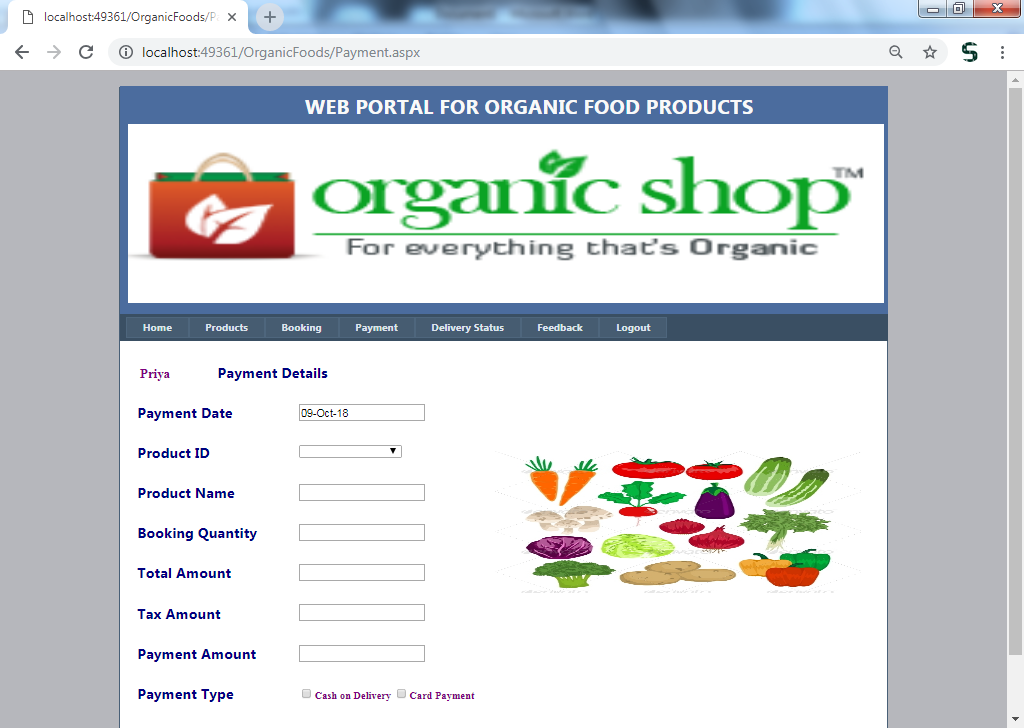 localhost:49361/OrganicFoods/P
localhost:49361/OrganicFoods/Payment.aspx
WEB PORTAL FOR ORGANIC FOOD PRODUCTS
organic shop™
For everything that's Organic
Home Products Booking Payment Delivery Status Feedback Logout
Priya Payment Details
Payment Date 09-Oct-18
Product ID
Product Name
Booking Quantity
Total Amount
Tax Amount
Payment Amount
Payment Type Cash on Delivery Card Payment